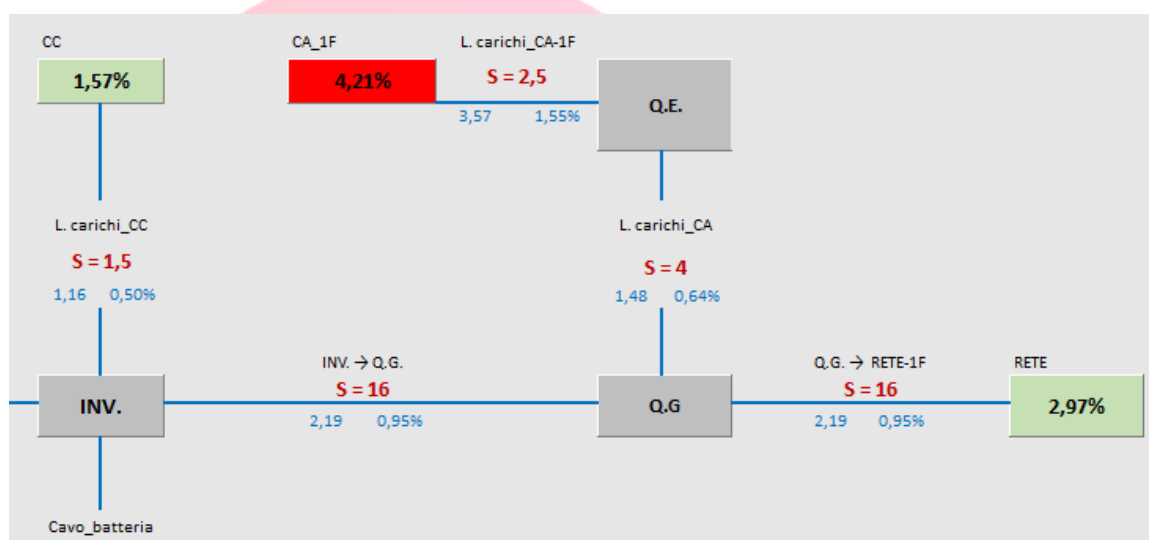 CC
CA_1F
L. carichi_CA-1F
1,57%
4,21%
S = 2,5
3,57 1,55%
Q.E.
L. carichi_CC
S = 1,5
1,16 0,50%
L. carichi_CA
S = 4
1,48 0,64%
INV. → Q.G.
S = 16
2,19 0,95%
Q.G. → RETE-1F
S = 16
2,19 0,95%
RETE
INV.
Q.G
2,97%
Cavo_batteria